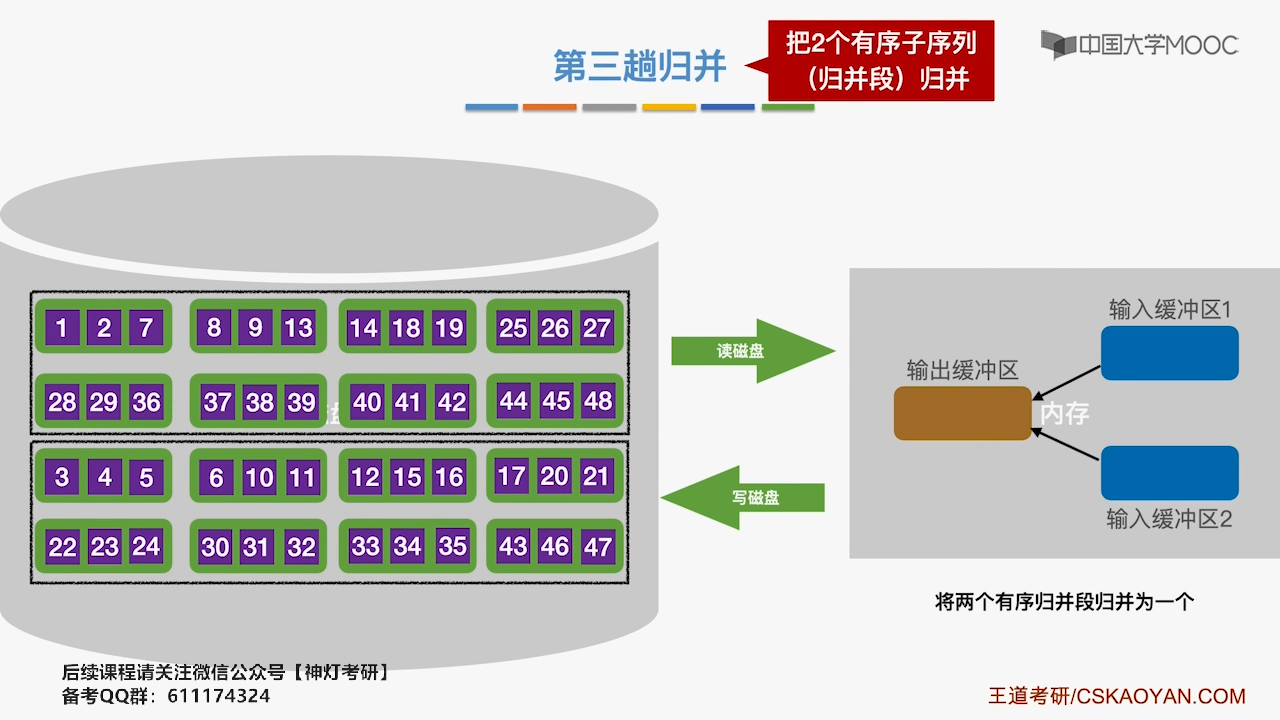 第三趟归并
把2个有序子序列
（归并段）归并
中国大学MOOC
1 2 7 8 9 13 14 18 19 25 26 27
28 29 36 37 38 39 40 41 42 44 45 48
3 4 5 6 10 11 12 15 16 17 20 21
22 23 24 30 31 32 33 34 35 43 46 47
读磁盘
写磁盘
输入缓冲区1
输出缓冲区
内存
输入缓冲区2
将两个有序归并段归并为一个
后续课程请关注微信公众号【神灯考研】
备考QQ群：611174324
王道考研/CSKAOYAN.COM